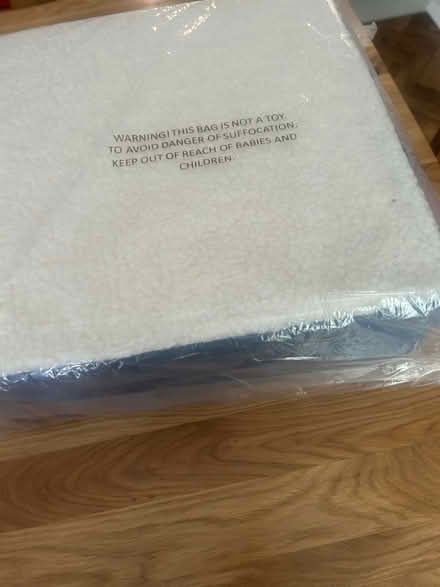 WARNING! THIS BAG IS NOT A TOY.
TO AVOID DANGER OF SUFFOCATION,
KEEP OUT OF REACH OF BABIES AND
CHILDREN.